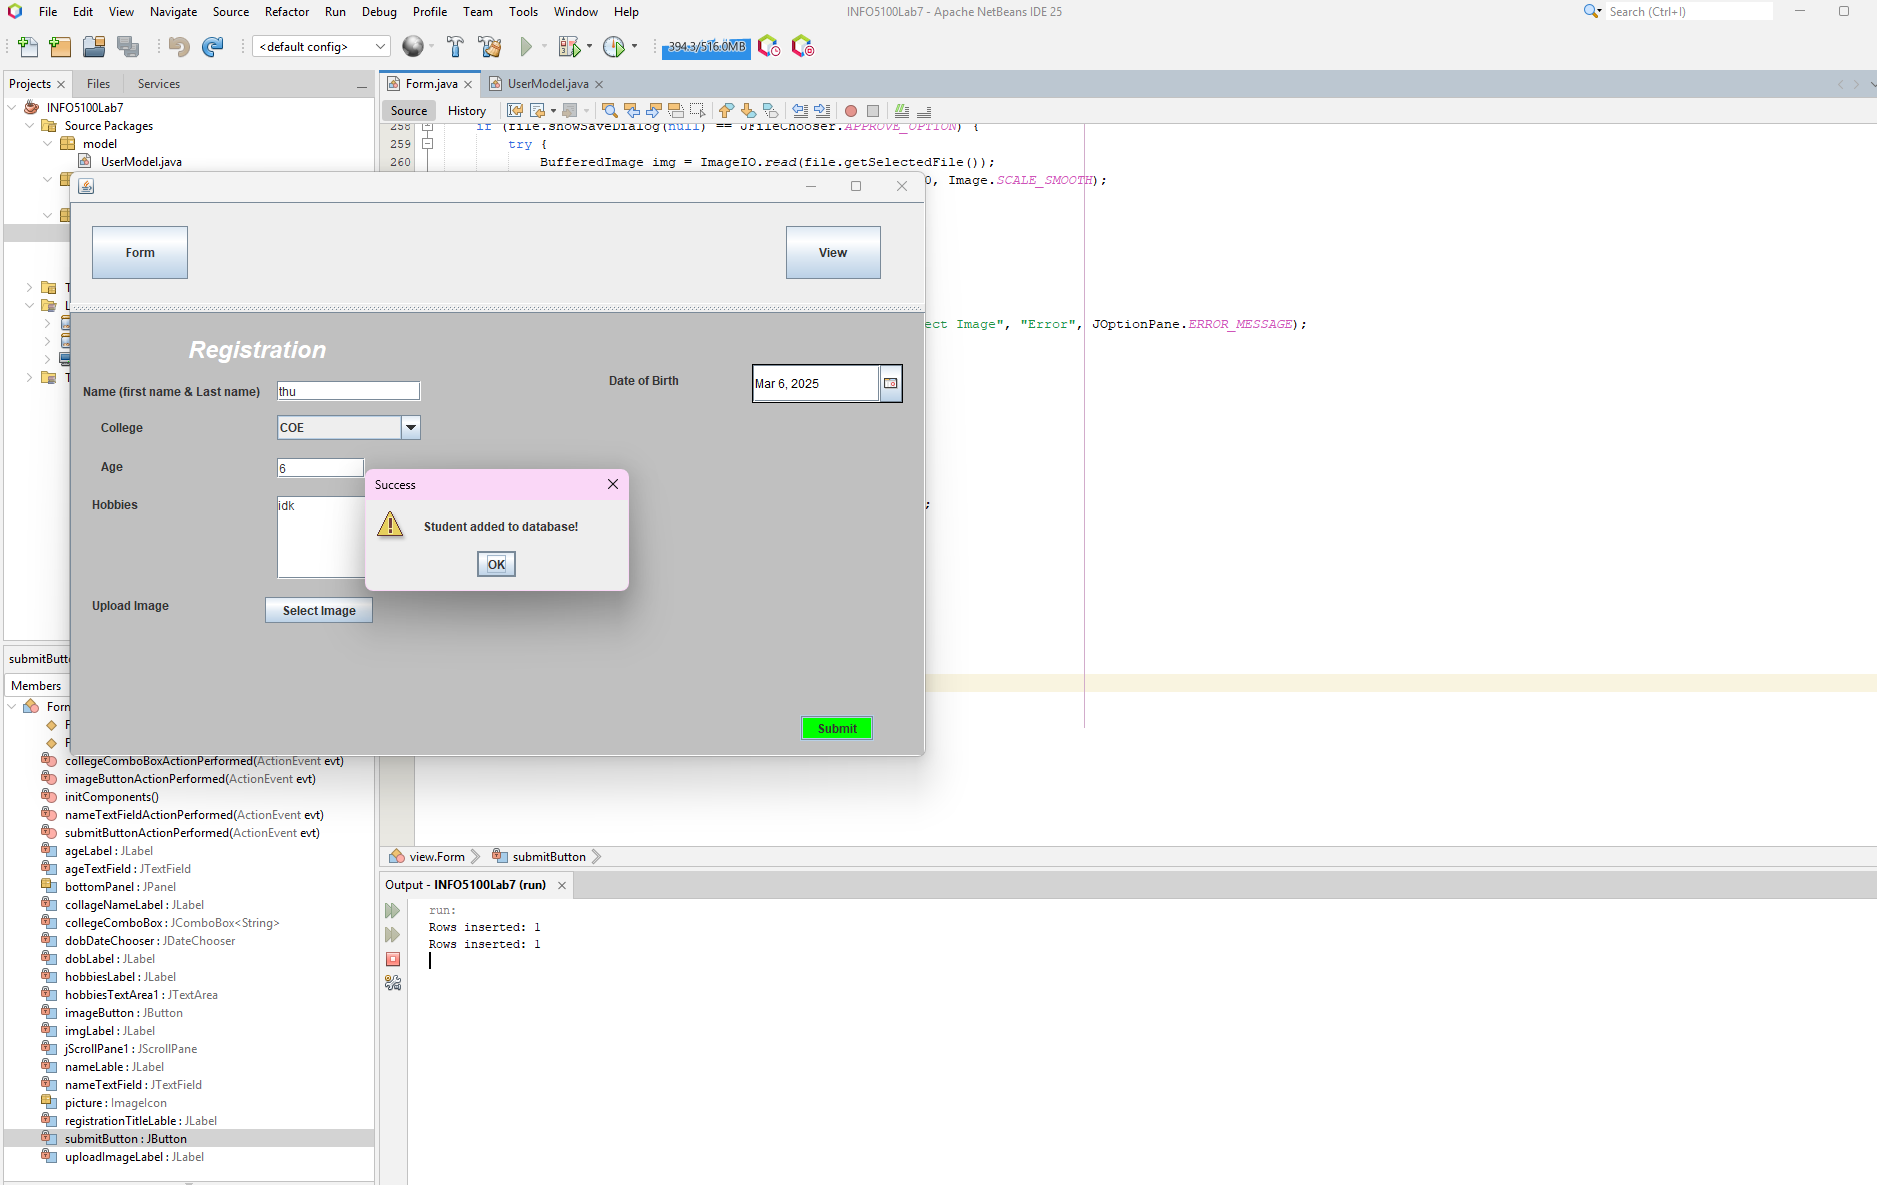 File Edit View Navigate Source Refactor Run Debug Profile Team Tools Window Help
INFO5100Lab7 - Apache NetBeans IDE 25
Search (Ctrl+I)
<default config>
394.3/516.0MB
Projects Files Services
INFO5100Lab7
Source Packages
model
UserModel.java
Form.java UserModel.java
Source History
258 if (file.showSaveDialog(null) == JFileChooser.APPROVE_OPTION) {
259 try {
260 BufferedImage img = ImageIO.read(file.getSelectedFile());
0, Image.SCALE_SMOOTH);
ect Image", "Error", JOptionPane.ERROR_MESSAGE);
;
Form
View
Registration
Name (first name & Last name)
thu
Date of Birth
Mar 6, 2025
College
COE
Age
6
Hobbies
idk
Upload Image
Select Image
Submit
Success
Student added to database!
OK
submitButt
Members
Form
F
F
collegeComboBoxActionPerformed(ActionEvent evt)
imageButtonActionPerformed(ActionEvent evt)
initComponents()
nameTextFieldActionPerformed(ActionEvent evt)
submitButtonActionPerformed(ActionEvent evt)
ageLabel : JLabel
ageTextField : JTextField
bottomPanel : JPanel
collageNameLabel : JLabel
collegeComboBox : JComboBox<String>
dobDateChooser : JDateChooser
dobLabel : JLabel
hobbiesLabel : JLabel
hobbiesTextArea1 : JTextArea
imageButton : JButton
imgLabel : JLabel
jScrollPane1 : JScrollPane
nameLable : JLabel
nameTextField : JTextField
picture : ImageIcon
registrationTitleLable : JLabel
submitButton : JButton
uploadImageLabel : JLabel
view.Form submitButton
Output - INFO5100Lab7 (run)
run:
Rows inserted: 1
Rows inserted: 1